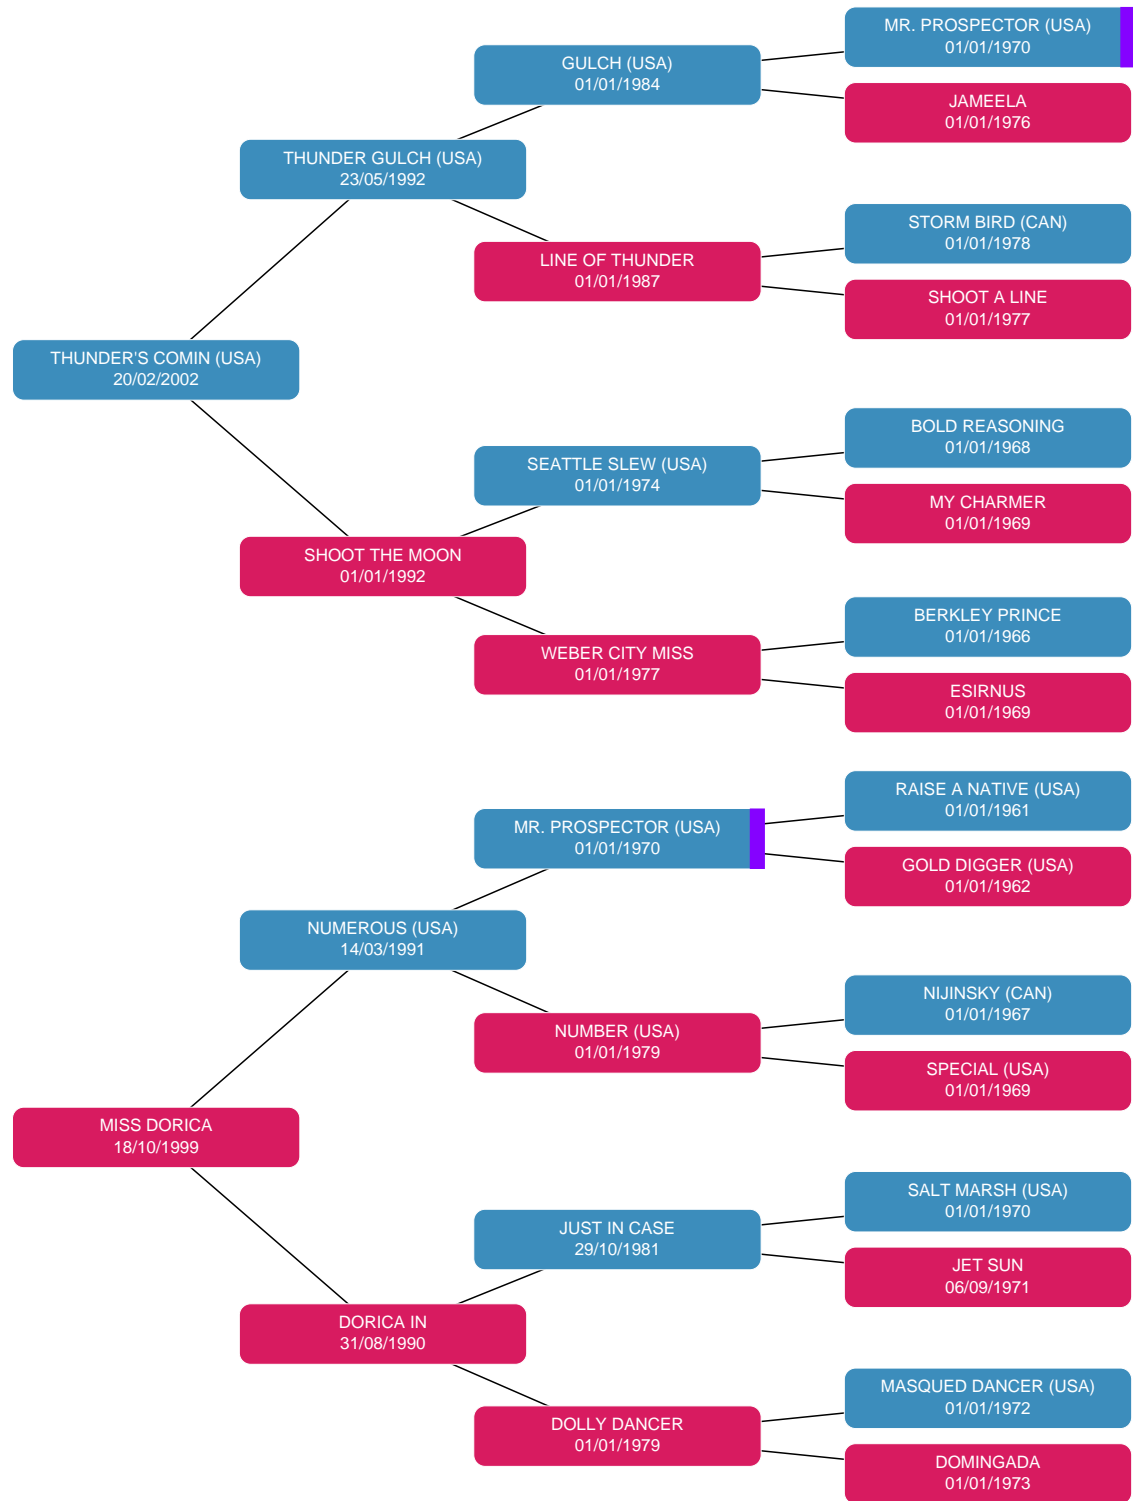 MR. PROSPECTOR (USA)
01/01/1970
GULCH (USA)
01/01/1984
JAMEELA
01/01/1976
THUNDER GULCH (USA)
23/05/1992
STORM BIRD (CAN)
01/01/1978
LINE OF THUNDER
01/01/1987
SHOOT A LINE
01/01/1977
THUNDER'S COMIN (USA)
20/02/2002
BOLD REASONING
01/01/1968
SEATTLE SLEW (USA)
01/01/1974
MY CHARMER
01/01/1969
SHOOT THE MOON
01/01/1992
BERKLEY PRINCE
01/01/1966
WEBER CITY MISS
01/01/1977
ESIRNUS
01/01/1969
RAISE A NATIVE (USA)
01/01/1961
MR. PROSPECTOR (USA)
01/01/1970
GOLD DIGGER (USA)
01/01/1962
NUMEROUS (USA)
14/03/1991
NIJINSKY (CAN)
01/01/1967
NUMBER (USA)
01/01/1979
SPECIAL (USA)
01/01/1969
MISS DORICA
18/10/1999
SALT MARSH (USA)
01/01/1970
JUST IN CASE
29/10/1981
JET SUN
06/09/1971
DORICA IN
31/08/1990
MASQUED DANCER (USA)
01/01/1972
DOLLY DANCER
01/01/1979
DOMINGADA
01/01/1973